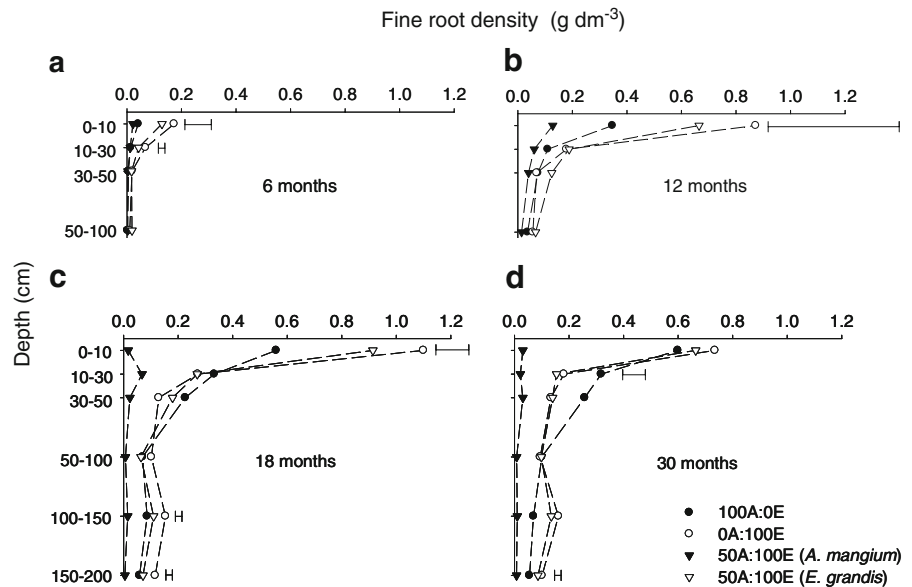 Fine root density (g dm-3)
a
b
0.0 0.2 0.4 0.6 0.8 1.0 1.2
0.0 0.2 0.4 0.6 0.8 1.0 1.2
0-10
10-30
30-50
50-100
6 months
12 months
Depth (cm)
c
d
0.0 0.2 0.4 0.6 0.8 1.0 1.2
0.0 0.2 0.4 0.6 0.8 1.0 1.2
0-10
10-30
30-50
50-100
100-150
150-200
18 months
30 months
100A:0E
0A:100E
50A:100E (A. mangium)
50A:100E (E. grandis)